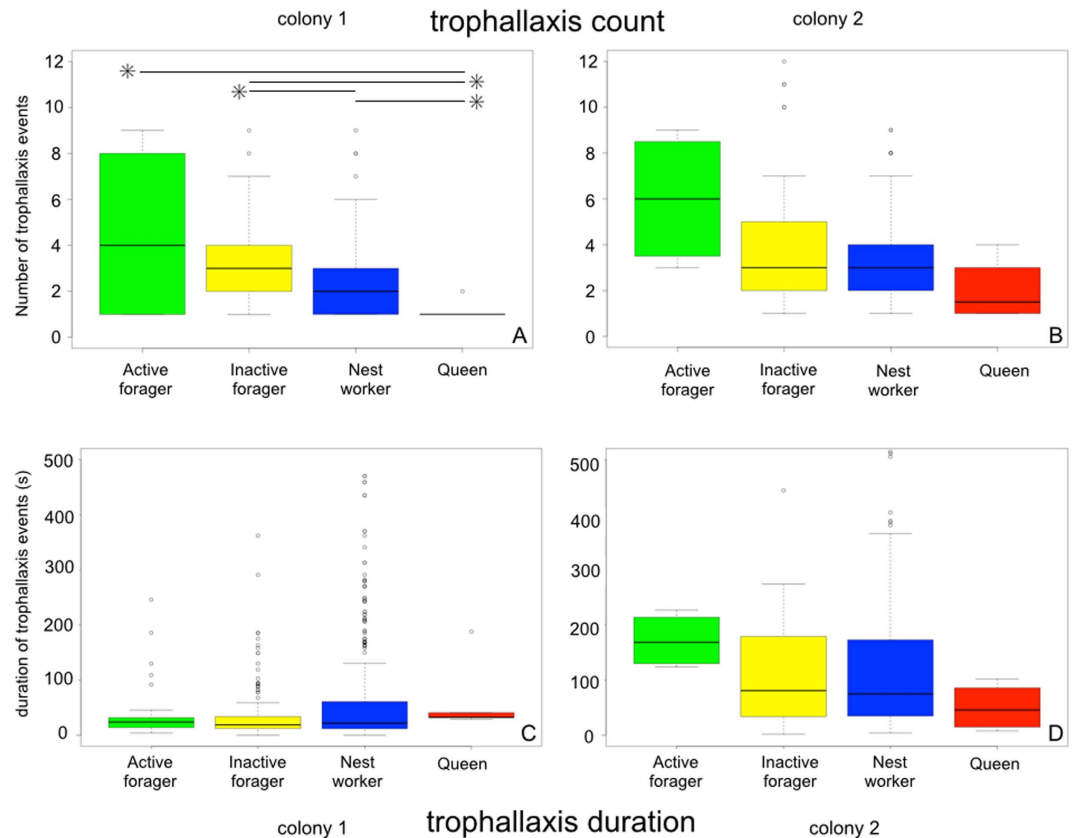 colony 1 trophallaxis count colony 2
Number of trophallaxis events
12
10
8
6
4
2
0
A
Active forager
Inactive forager
Nest worker
Queen
12
10
8
6
4
2
0
B
Active forager
Inactive forager
Nest worker
Queen
duration of trophallaxis events (s)
500
400
300
200
100
0
C
Active forager
Inactive forager
Nest worker
Queen
500
400
300
200
100
0
D
Active forager
Inactive forager
Nest worker
Queen
colony 1 trophallaxis duration colony 2